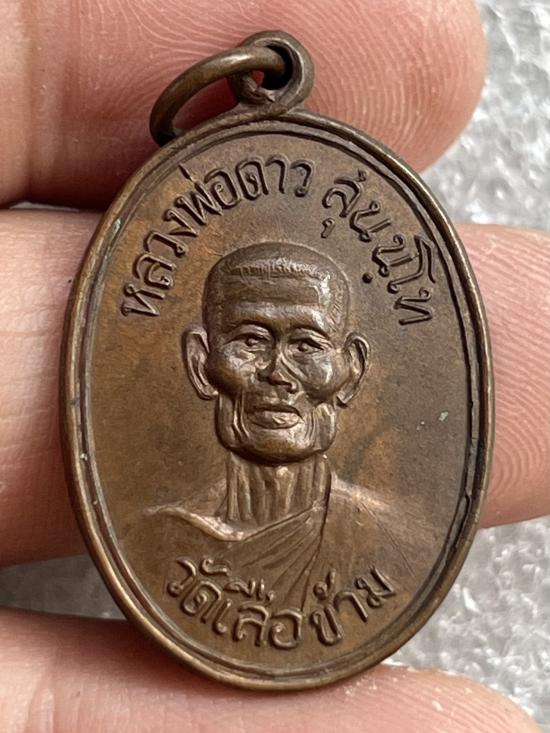 หลวงพ่อดาว สุนฺนฺโท
วัดเสือข้าม